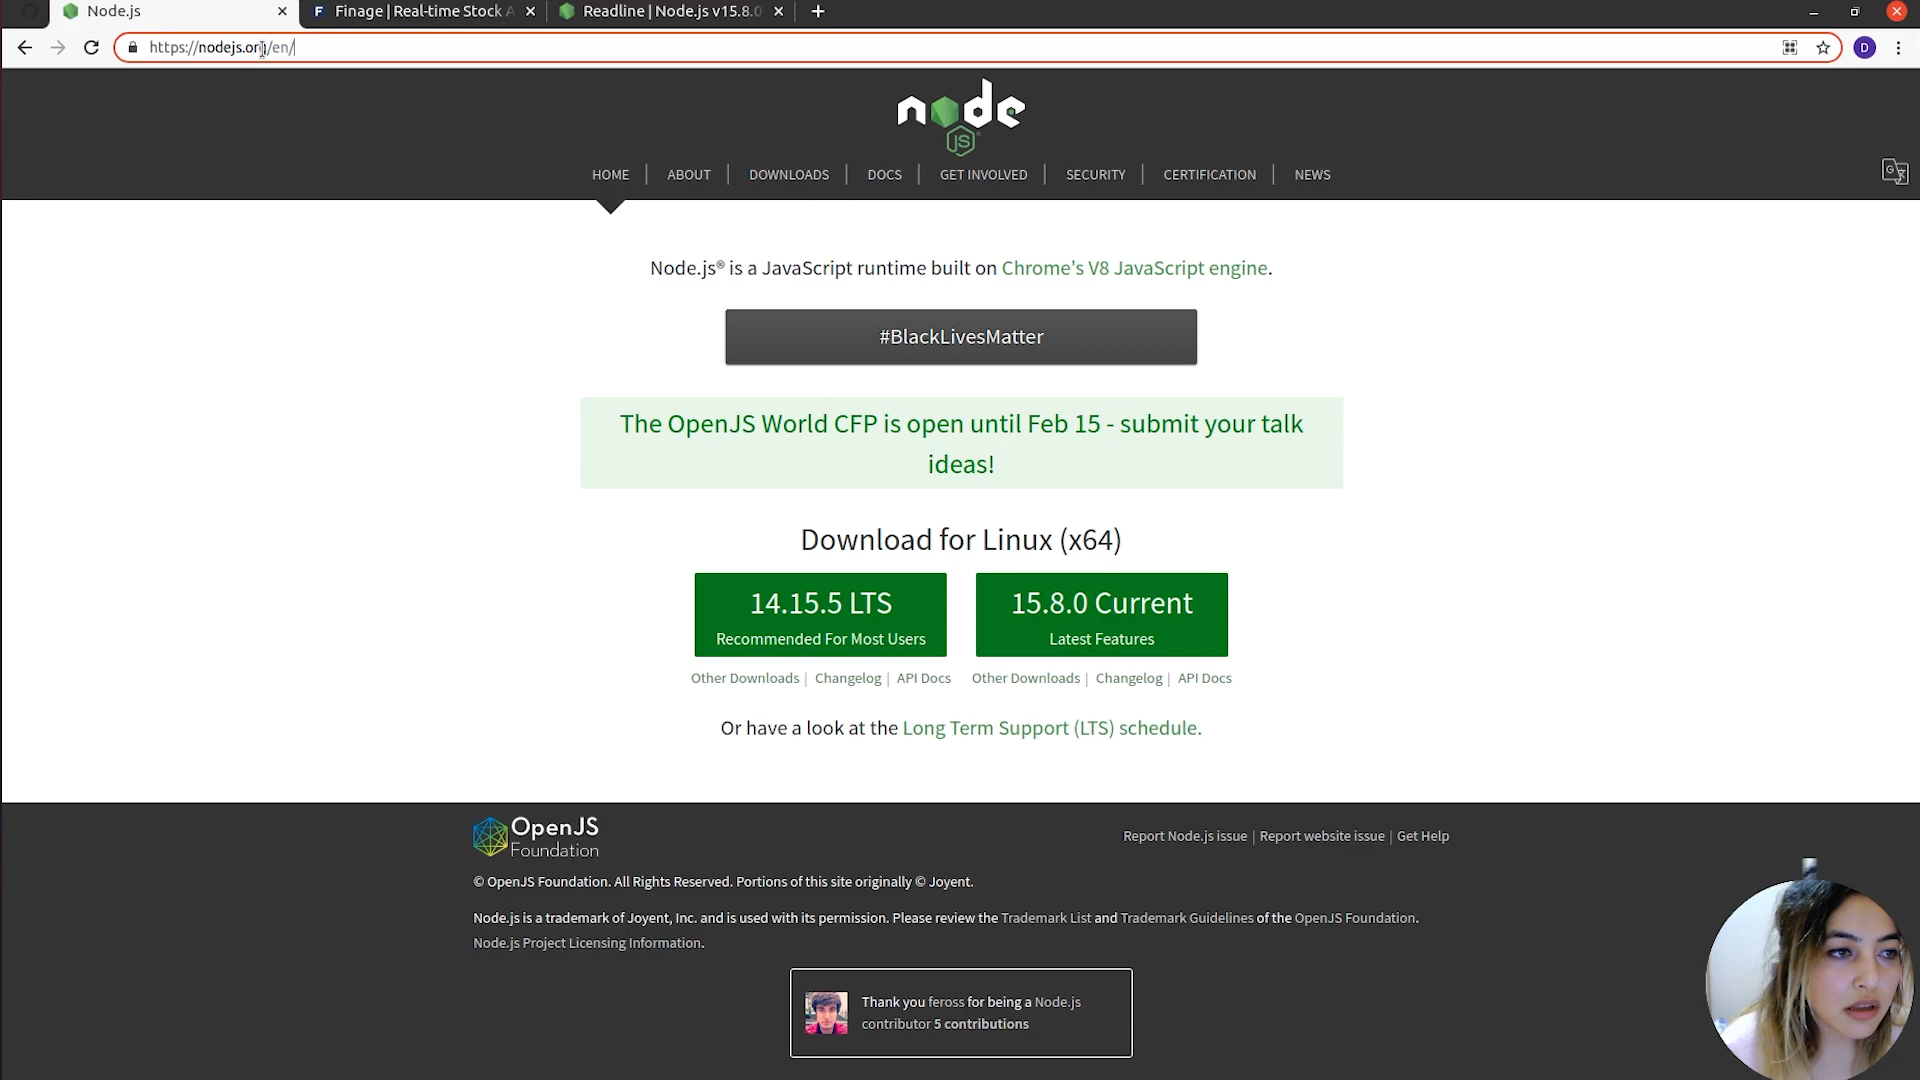 Node.js
Finage | Real-time Stock A
Readline | Node.js v15.8.0
https://nodejs.org/en/
D
node
JS
HOME
ABOUT
DOWNLOADS
DOCS
GET INVOLVED
SECURITY
CERTIFICATION
NEWS
Node.js® is a JavaScript runtime built on Chrome's V8 JavaScript engine.
#BlackLivesMatter
The OpenJS World CFP is open until Feb 15 - submit your talk
ideas!
Download for Linux (x64)
14.15.5 LTS
Recommended For Most Users
15.8.0 Current
Latest Features
Other Downloads | Changelog | API Docs
Other Downloads | Changelog | API Docs
Or have a look at the Long Term Support (LTS) schedule.
OpenJS
Foundation
Report Node.js issue | Report website issue | Get Help
© OpenJS Foundation. All Rights Reserved. Portions of this site originally © Joyent.
Node.js is a trademark of Joyent, Inc. and is used with its permission. Please review the Trademark List and Trademark Guidelines of the OpenJS Foundation.
Node.js Project Licensing Information.
Thank you feross for being a Node.js
contributor 5 contributions